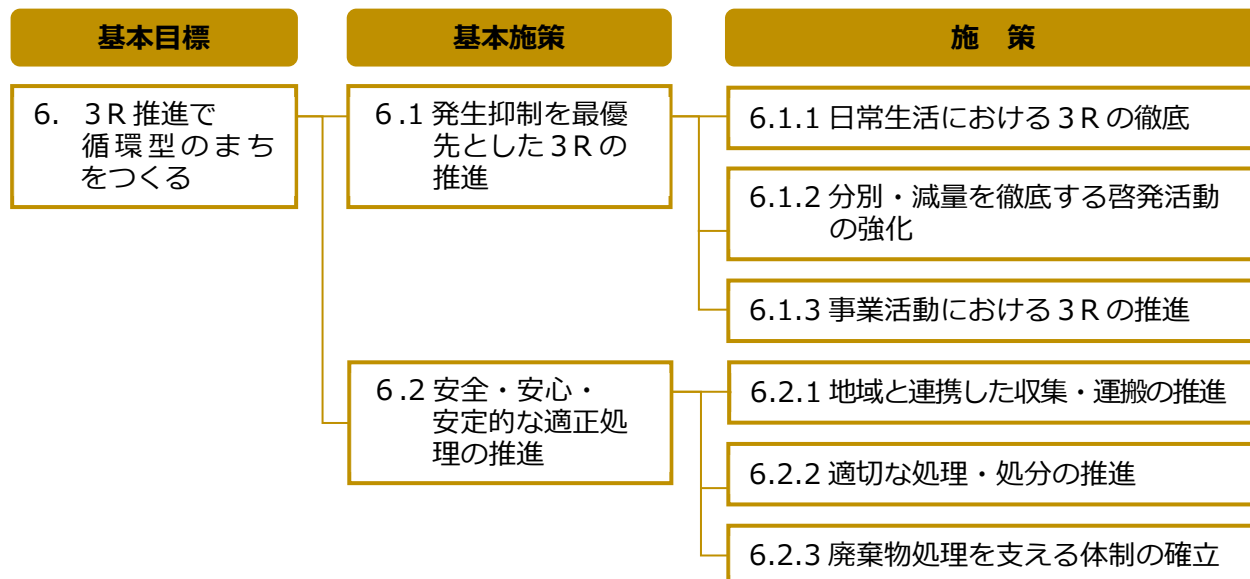 基本目標
基本施策
施　策
6.　3R推進で
循環型のまち
をつくる
6.1 発生抑制を最優
先とした3Rの
推進
6.1.1 日常生活における3Rの徹底
6.1.2 分別・減量を徹底する啓発活動
の強化
6.1.3 事業活動における3Rの推進
6.2 安全・安心・
安定的な適正処
理の推進
6.2.1 地域と連携した収集・運搬の推進
6.2.2 適切な処理・処分の推進
6.2.3 廃棄物処理を支える体制の確立